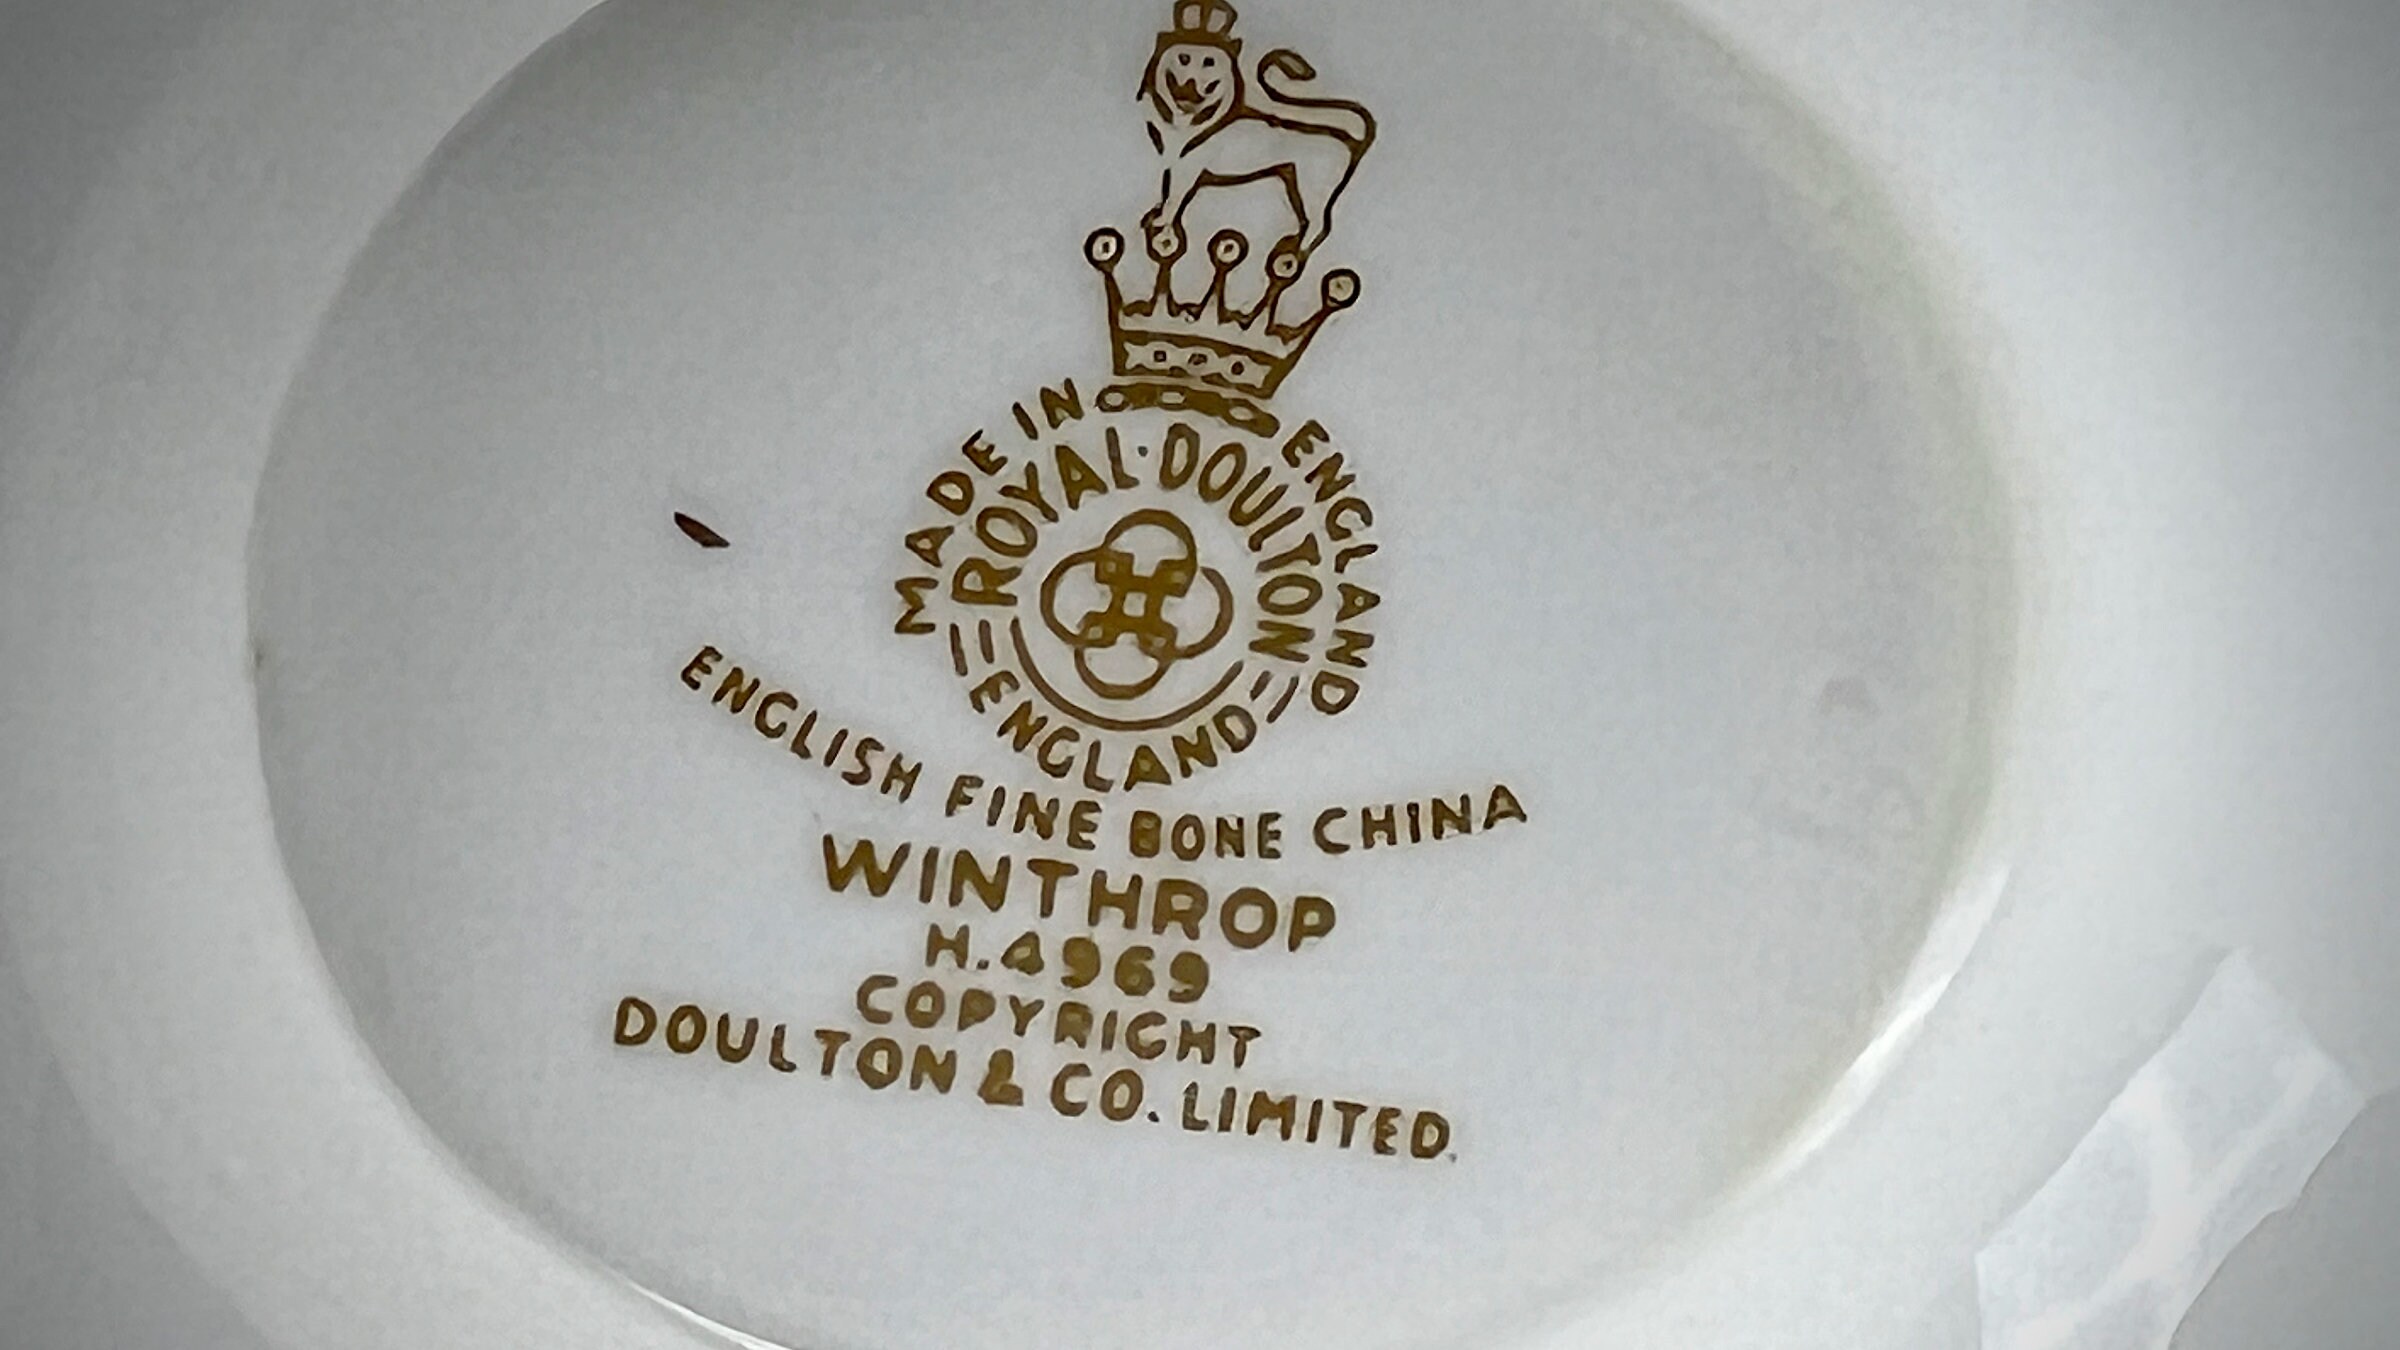 MADE IN ENGLAND
ROYAL·DOULTON
ENGLAND
ENGLISH FINE BONE CHINA
WINTHROP
H.4969
COPYRIGHT
DOULTON & CO. LIMITED.